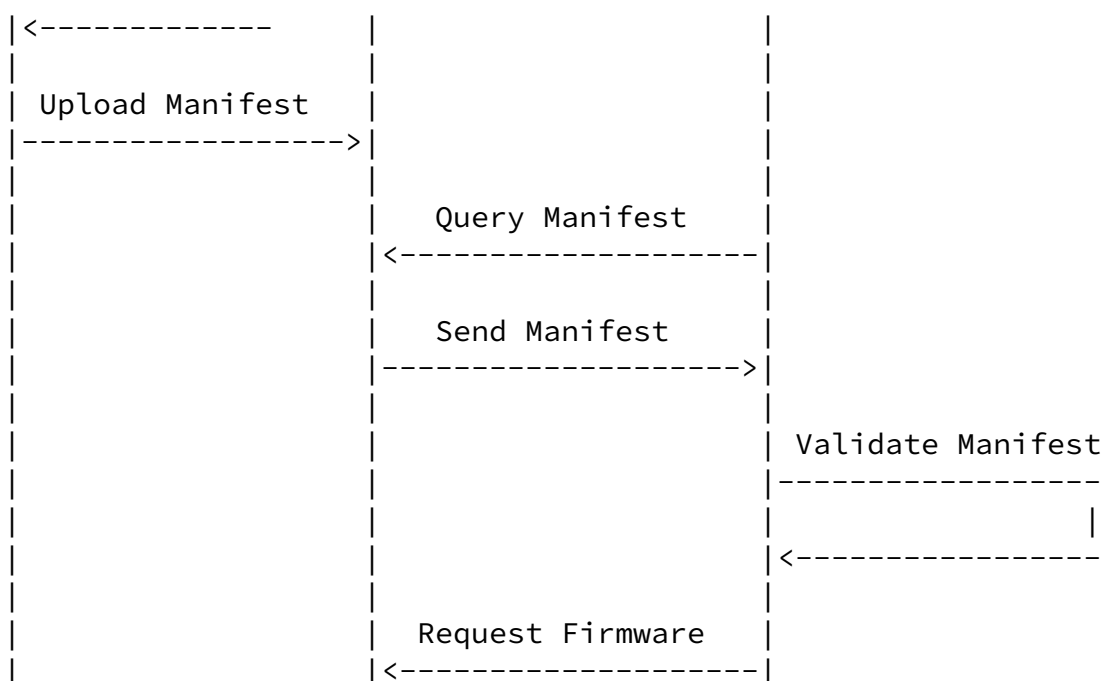 Upload Manifest
Query Manifest
Send Manifest
Validate Manifest
Request Firmware